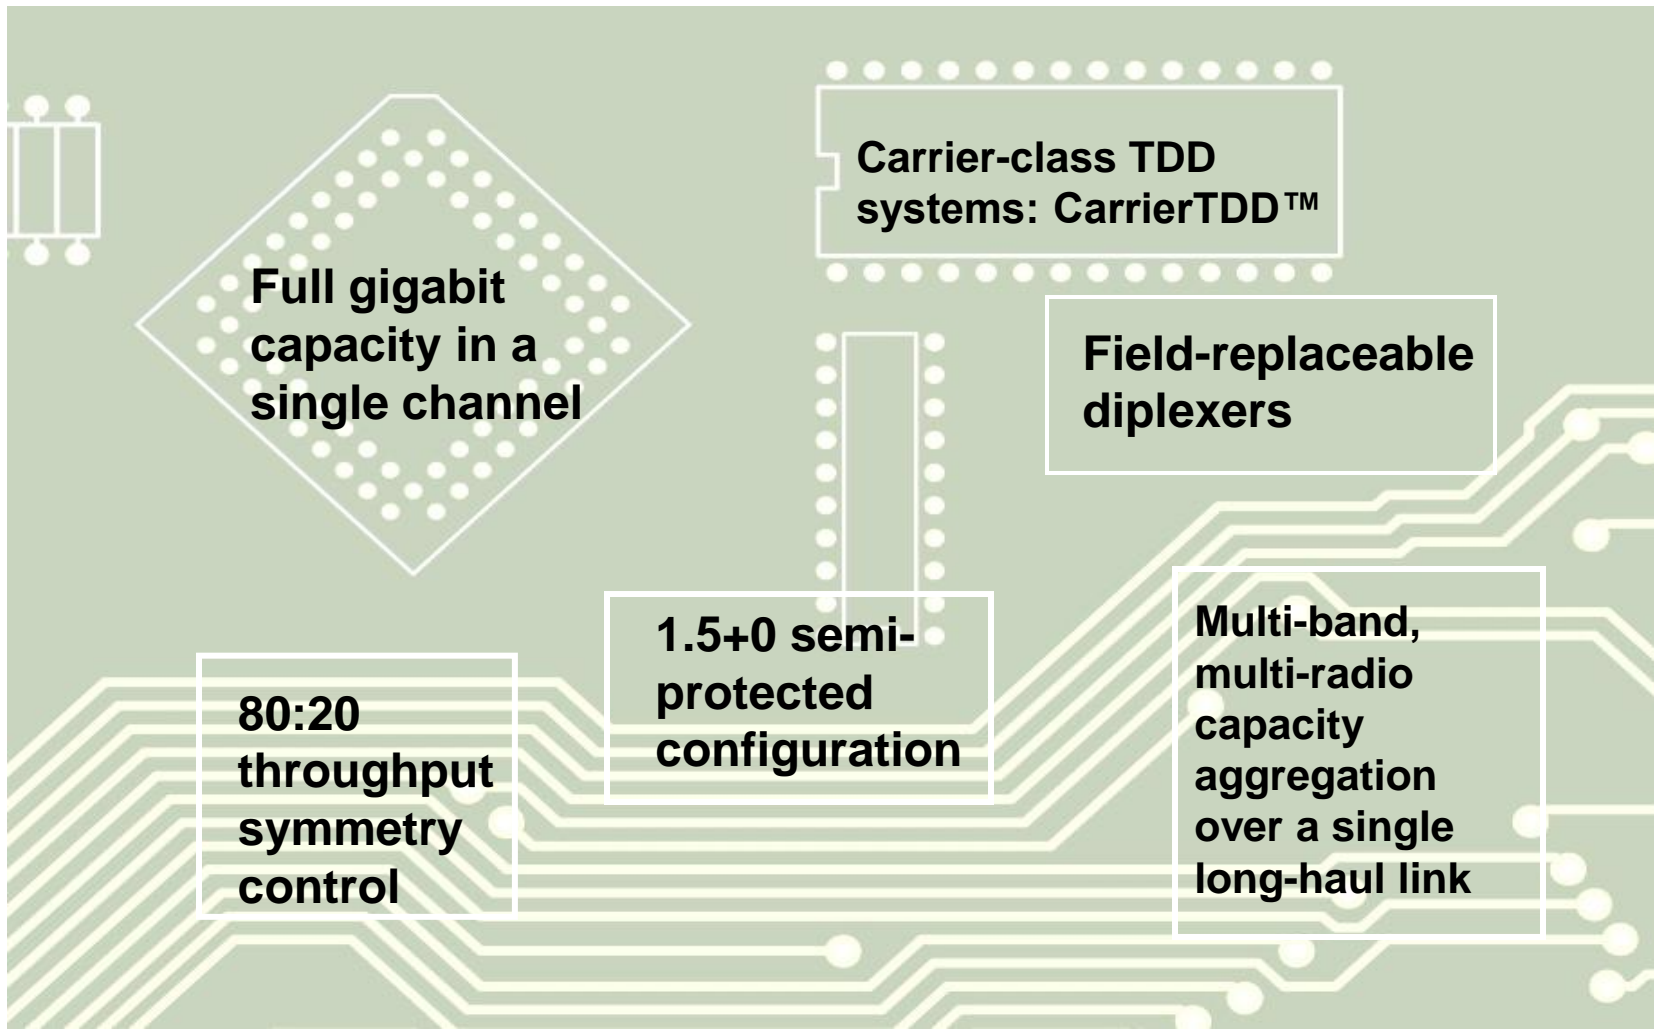 Carrier-class TDD
systems: CarrierTDD™
Full gigabit
capacity in a
single channel
Field-replaceable
diplexers
1.5+0 semi-
protected
configuration
Multi-band,
multi-radio
capacity
aggregation
over a single
long-haul link
80:20
throughput
symmetry
control